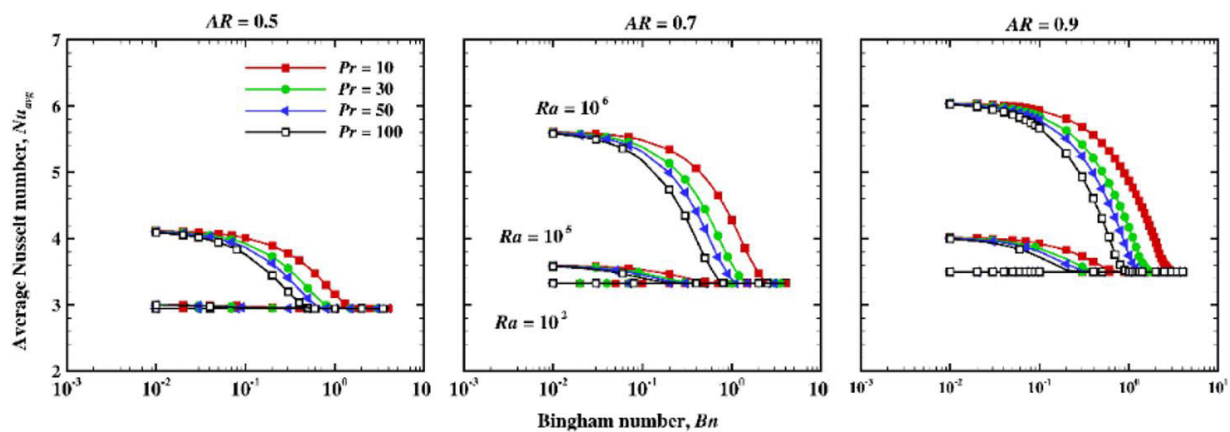 AR = 0.5
AR = 0.7
AR = 0.9
Average Nusselt number, Nu_avg
7
6
5
4
3
2
Pr = 10
Pr = 30
Pr = 50
Pr = 100
Ra = 10^6
Ra = 10^5
Ra = 10^2
10^-3 10^-2 10^-1 10^0 10
10^-3 10^-2 10^-1 10^0 10
10^-3 10^-2 10^-1 10^0 10
Bingham number, Bn